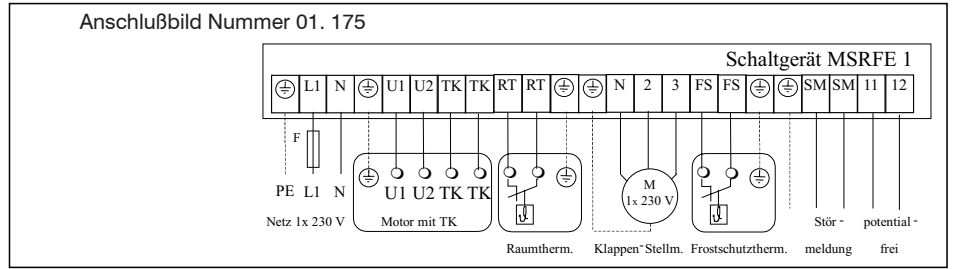 Anschlußbild Nummer 01. 175
Schaltgerät MSRFE 1
L1 N U1 U2 TK TK RT RT N 2 3 FS FS SM SM 11 12
F
PE L1 N U1 U2 TK TK M
1x 230 V
Netz 1x 230 V Motor mit TK Stör - potential -
Raumtherm. Klappen-Stellm. Frostschutztherm. meldung frei